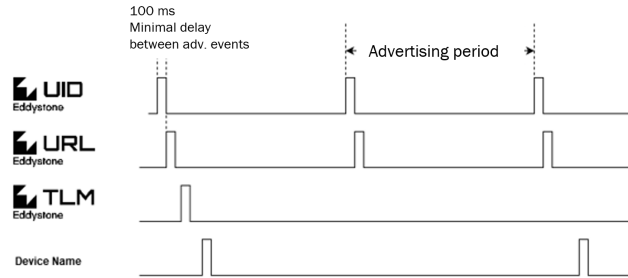 100 ms
Minimal delay
between adv. events
Advertising period
UID
Eddystone
URL
Eddystone
TLM
Eddystone
Device Name